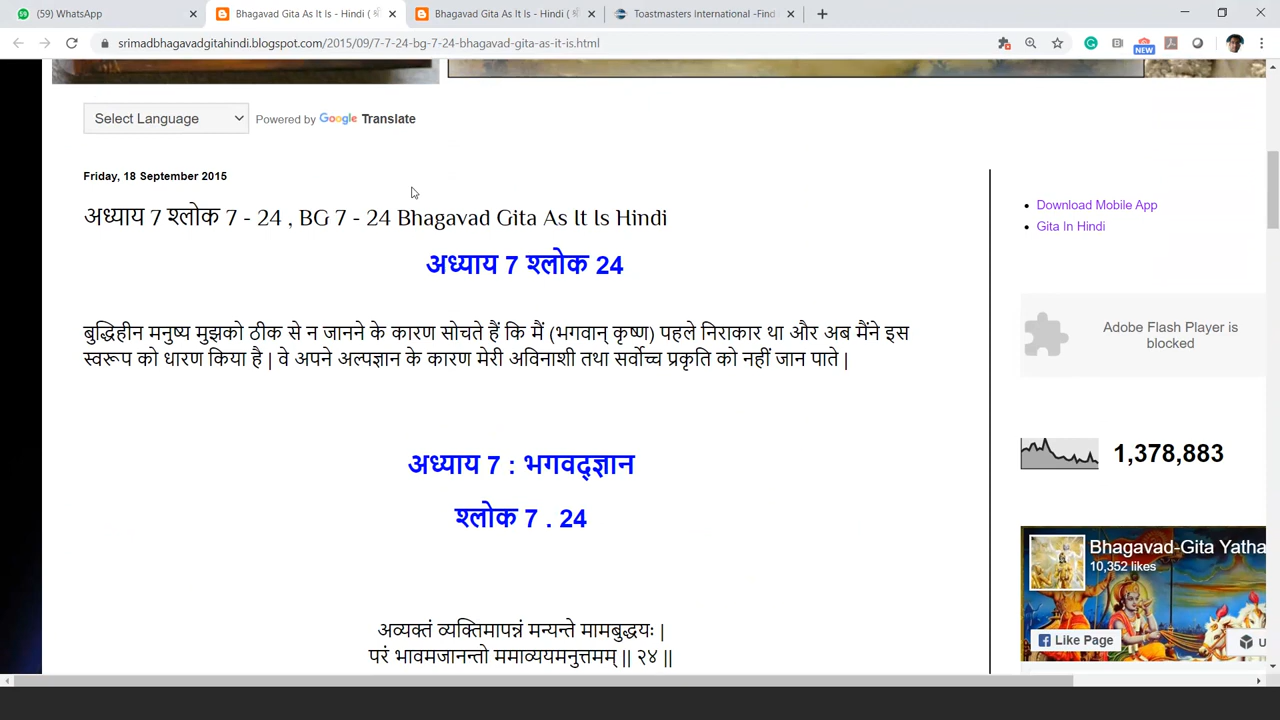 (59) WhatsApp
Bhagavad Gita As It Is - Hindi (
Bhagavad Gita As It Is - Hindi (
Toastmasters International -Find
srimadbhagavadgitahindi.blogspot.com/2015/09/7-7-24-bg-7-24-bhagavad-gita-as-it-is.html
NEW
Select Language
Powered by Google Translate
Friday, 18 September 2015
अध्याय 7 श्लोक 7 - 24 , BG 7 - 24 Bhagavad Gita As It Is Hindi
अध्याय 7 श्लोक 24
बुद्धिहीन मनुष्य मुझको ठीक से न जानने के कारण सोचते हैं कि मैं (भगवान् कृष्ण) पहले निराकार था और अब मैंने इस
स्वरूप को धारण किया है | वे अपने अल्पज्ञान के कारण मेरी अविनाशी तथा सर्वोच्च प्रकृति को नहीं जान पाते |
अध्याय 7 : भगवद्ज्ञान
श्लोक 7 . 24
अव्यक्तं व्यक्तिमापन्नं मन्यन्ते मामबुद्धयः |
परं भावमजानन्तो ममाव्ययमनुत्तमम् || २४ ||
Download Mobile App
Gita In Hindi
Adobe Flash Player is
blocked
1,378,883
Bhagavad-Gita Yatha
10,352 likes
Like Page